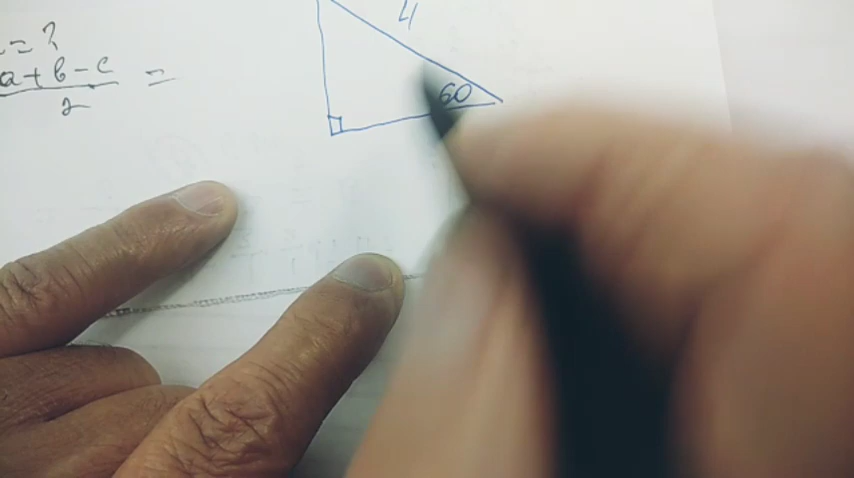 = ?
a + b - c =
2
4
60